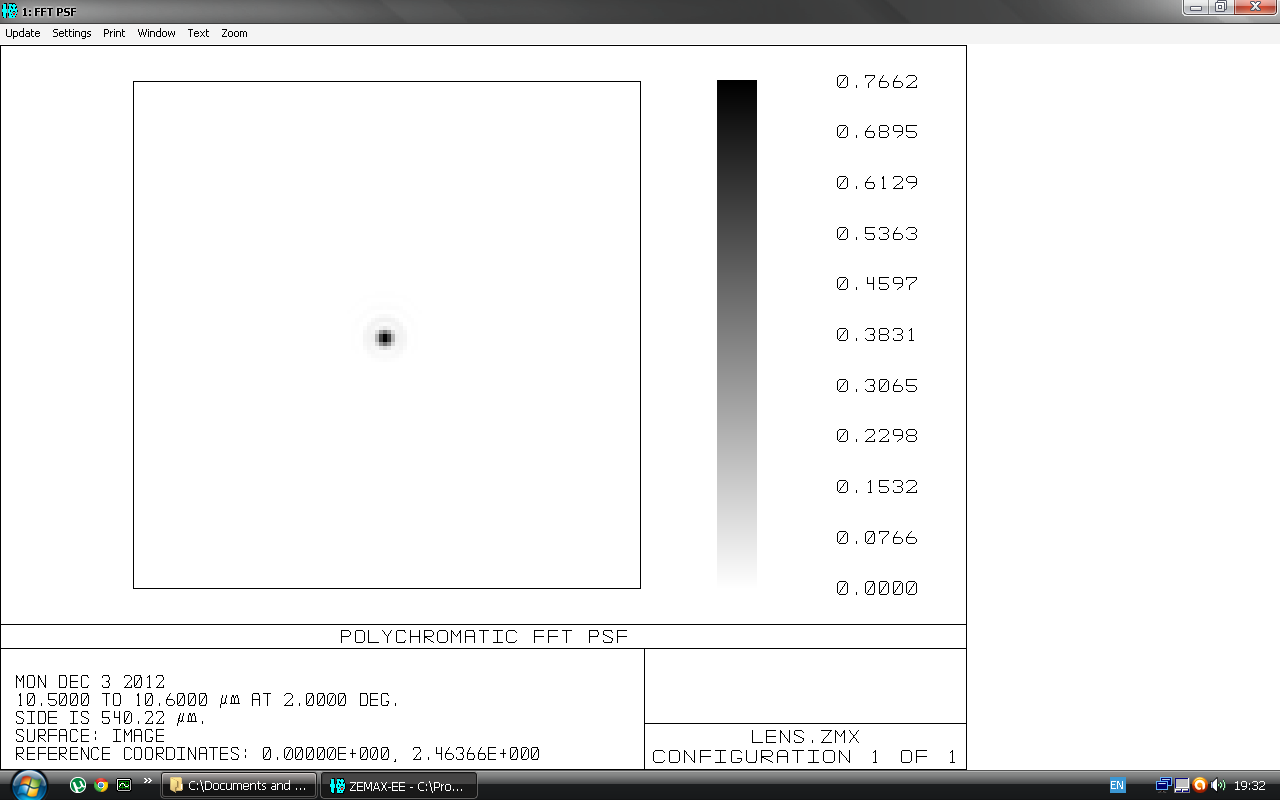 1: FFT PSF
Update Settings Print Window Text Zoom
0.7662
0.6895
0.6129
0.5363
0.4597
0.3831
0.3065
0.2298
0.1532
0.0766
0.0000
POLYCHROMATIC FFT PSF
MON DEC 3 2012
10.5000 TO 10.6000 µm AT 2.0000 DEG.
SIDE IS 540.22 µm.
SURFACE: IMAGE
REFERENCE COORDINATES: 0.00000E+000, 2.46366E+000
LENS.ZMX
CONFIGURATION 1 OF 1
» C:\Documents and ... ZEMAX-EE - C:\Pro... EN 19:32